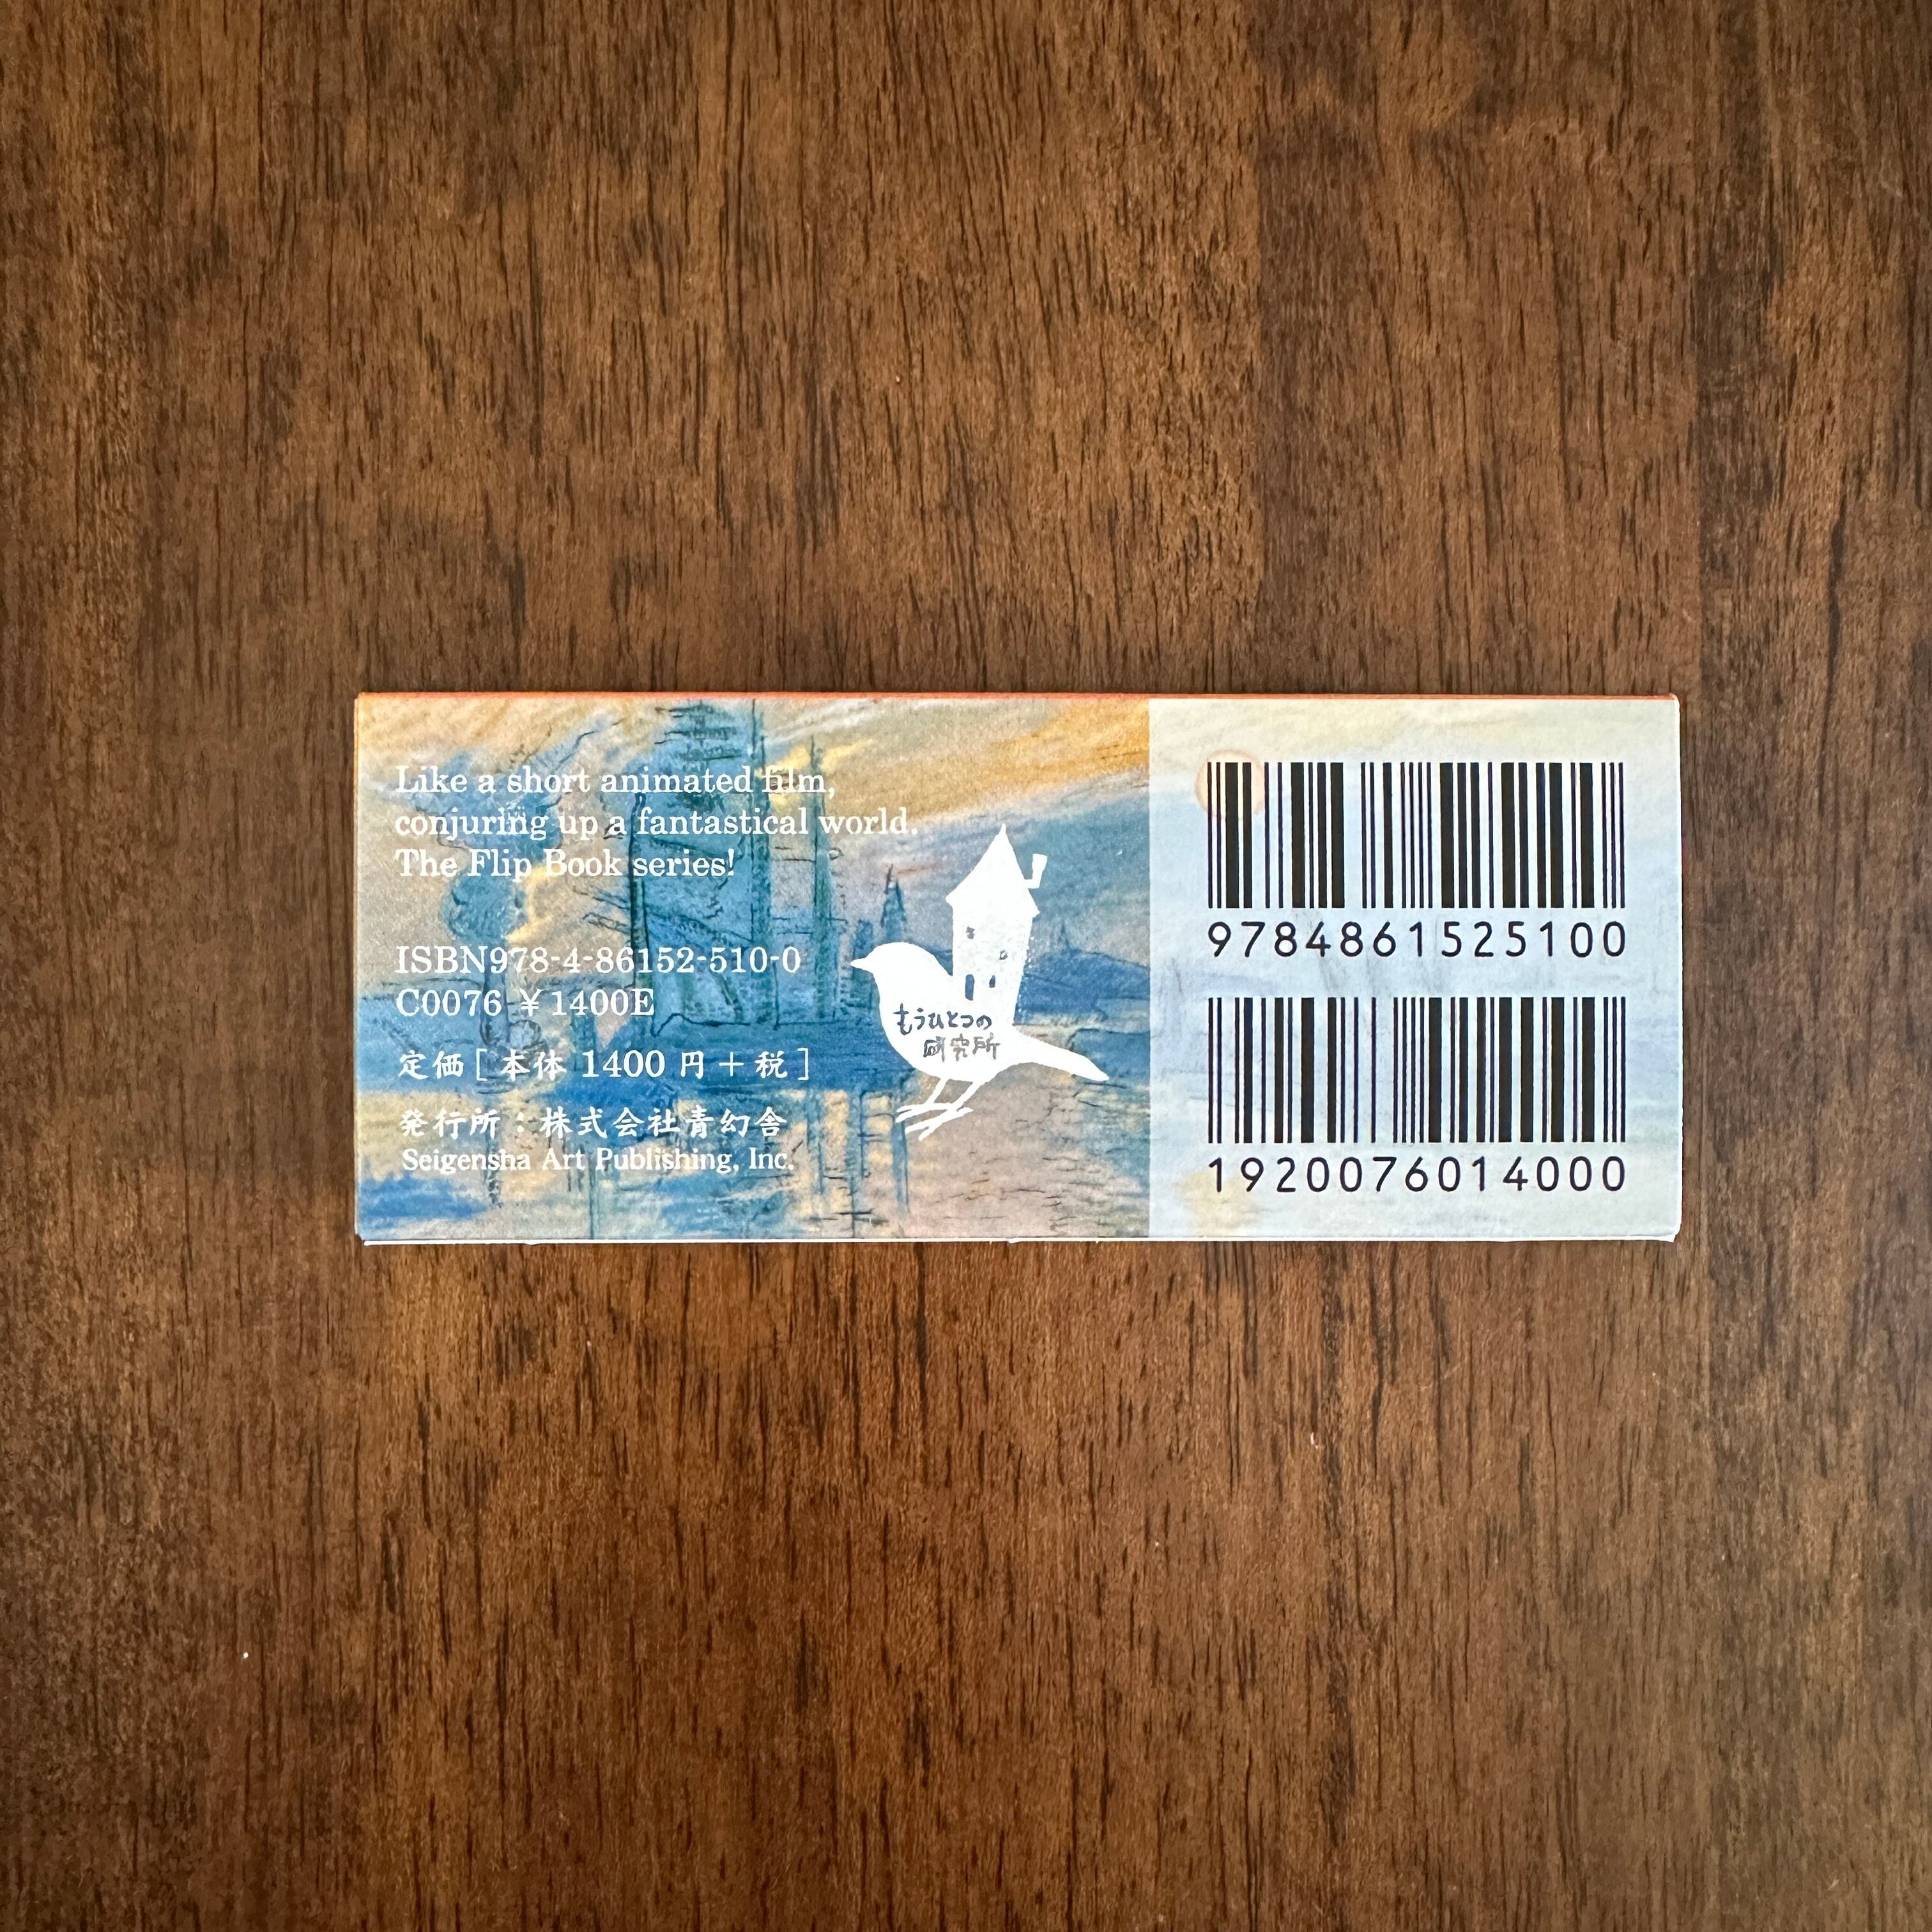 Like a short animated film,
conjuring up a fantastical world.
The Flip Book series!
ISBN978-4-86152-510-0
C0076 ¥1400E
定価[本体 1400 円+税]
発行所:株式会社青幻舎
Seigensha Art Publishing, Inc.
もうひとつの
研究所
9784861525100
1920076014000